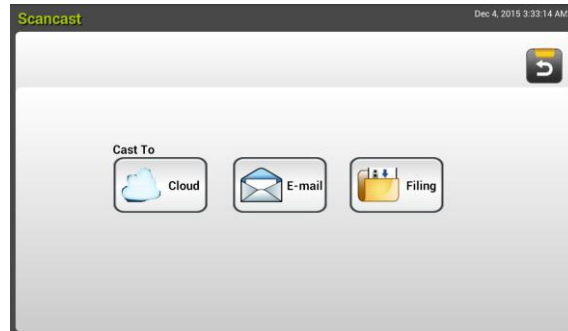 Scancast
Dec 4, 2015 3:33:14 AM
Cast To
Cloud
E-mail
Filing